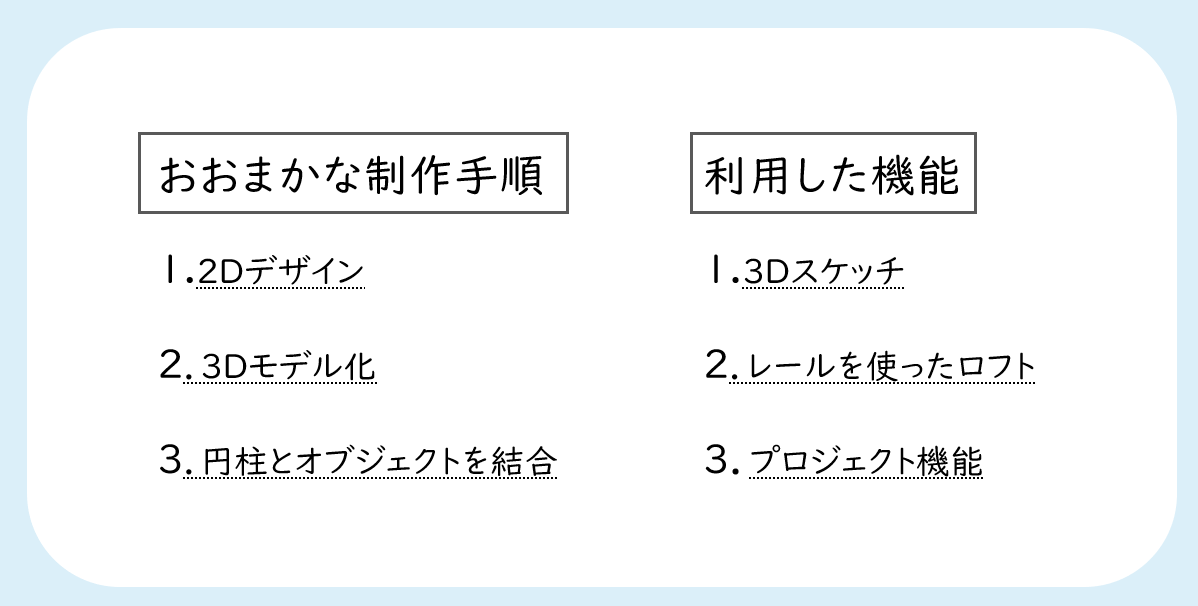 おおまかな制作手順
1.2Dデザイン
2.3Dモデル化
3.円柱とオブジェクトを結合
利用した機能
1.3Dスケッチ
2.レールを使ったロフト
3.プロジェクト機能